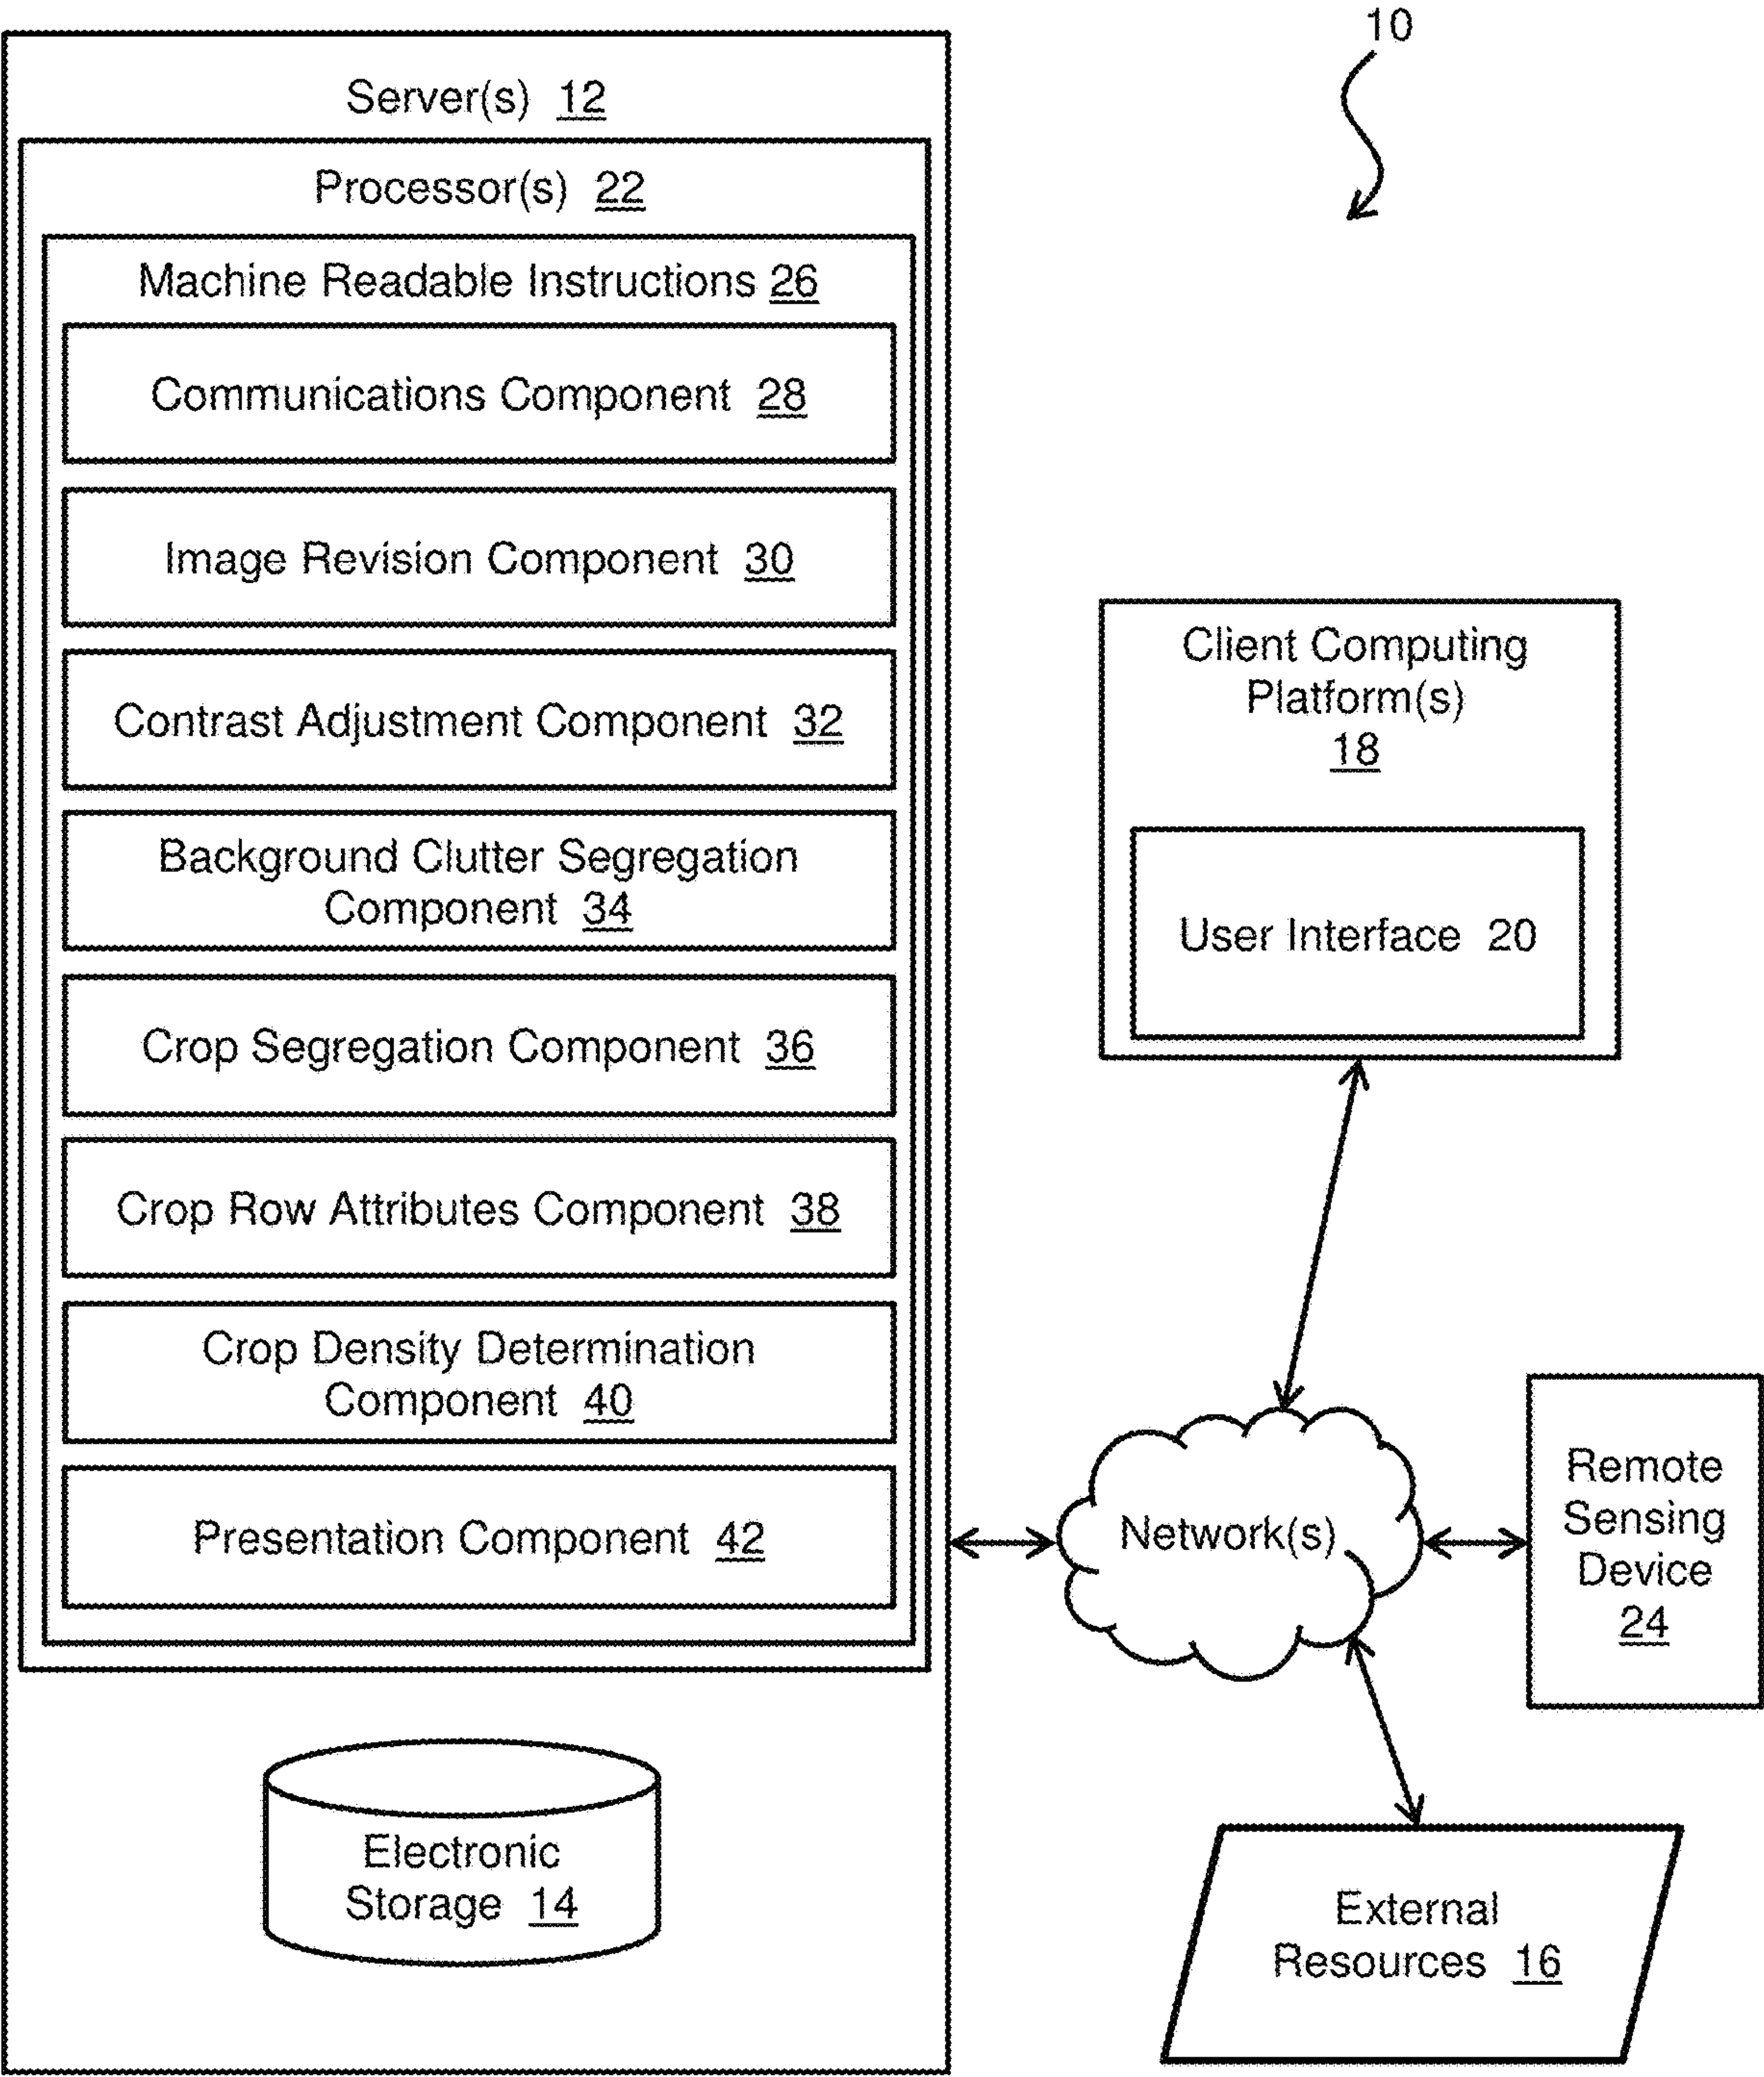 10
Server(s) 12
Processor(s) 22
Machine Readable Instructions 26
Communications Component 28
Image Revision Component 30
Contrast Adjustment Component 32
Background Clutter Segregation
Component 34
Crop Segregation Component 36
Crop Row Attributes Component 38
Crop Density Determination
Component 40
Presentation Component 42
Electronic
Storage 14
Client Computing
Platform(s)
18
User Interface 20
Network(s)
Remote
Sensing
Device
24
External
Resources 16